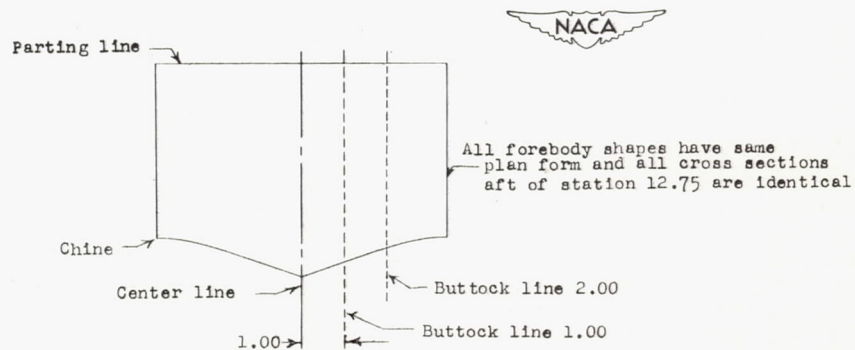 NACA
Parting line
All forebody shapes have same
plan form and all cross sections
aft of station 12.75 are identical
Chine
Center line
Buttock line 2.00
Buttock line 1.00
1.00